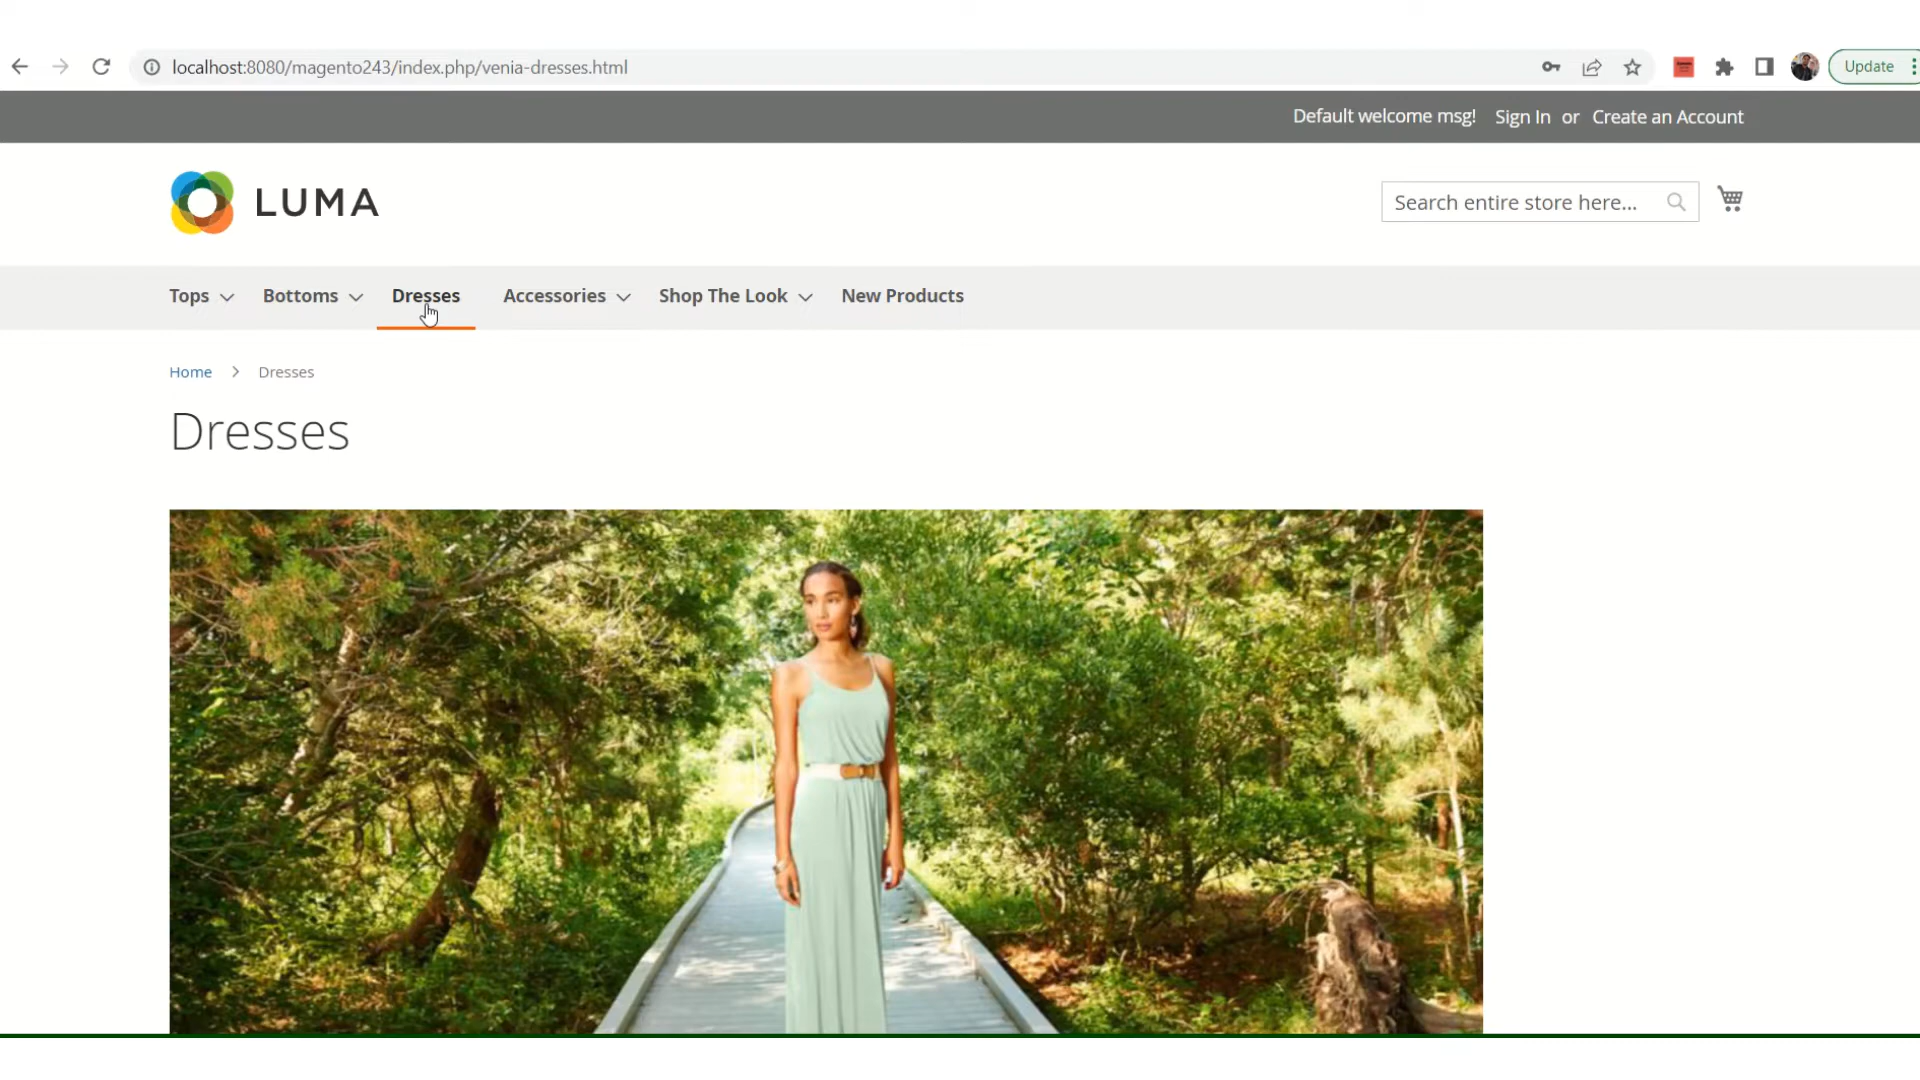 localhost:8080/magento243/index.php/venia-dresses.html
Update
Default welcome msg! Sign In or Create an Account
LUMA
Search entire store here...
Tops Bottoms Dresses Accessories Shop The Look New Products
Home > Dresses
Dresses